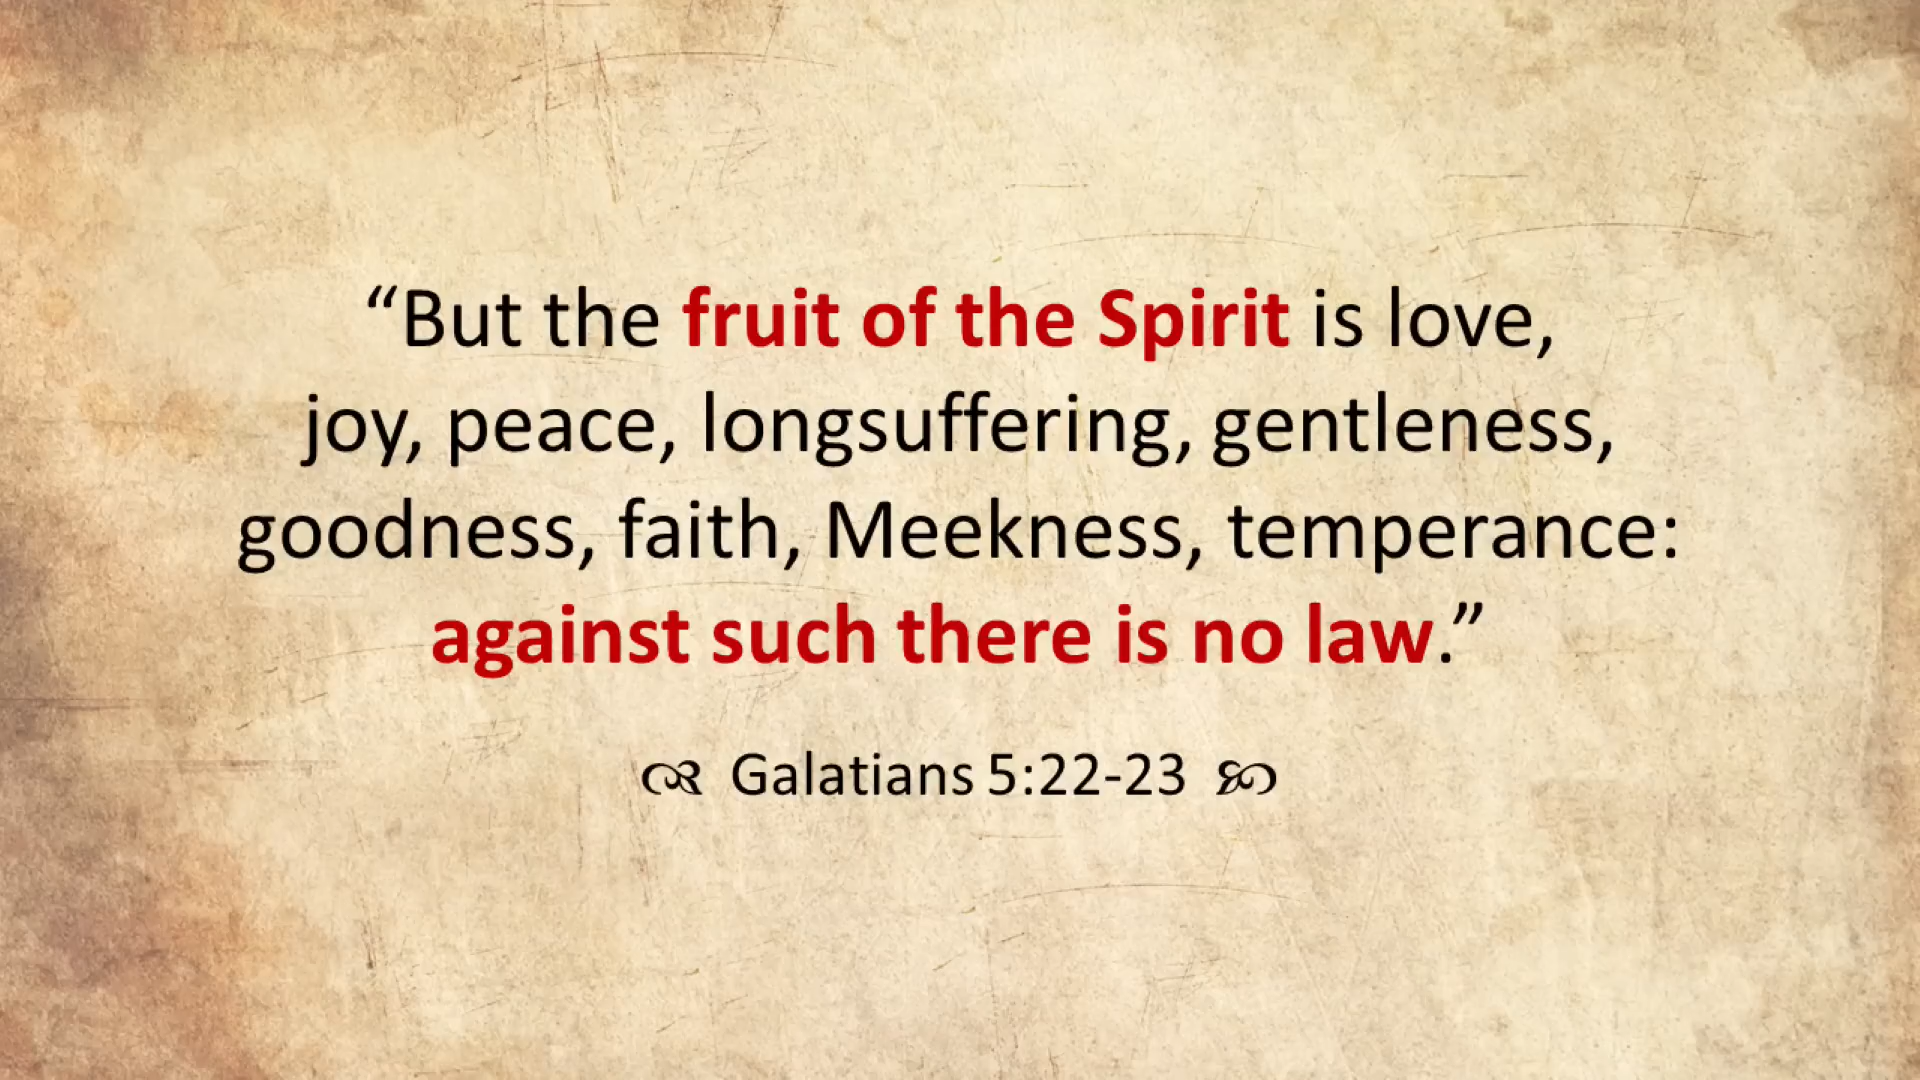 “But the fruit of the Spirit is love,
joy, peace, longsuffering, gentleness,
goodness, faith, Meekness, temperance:
against such there is no law.”
Galatians 5:22-23